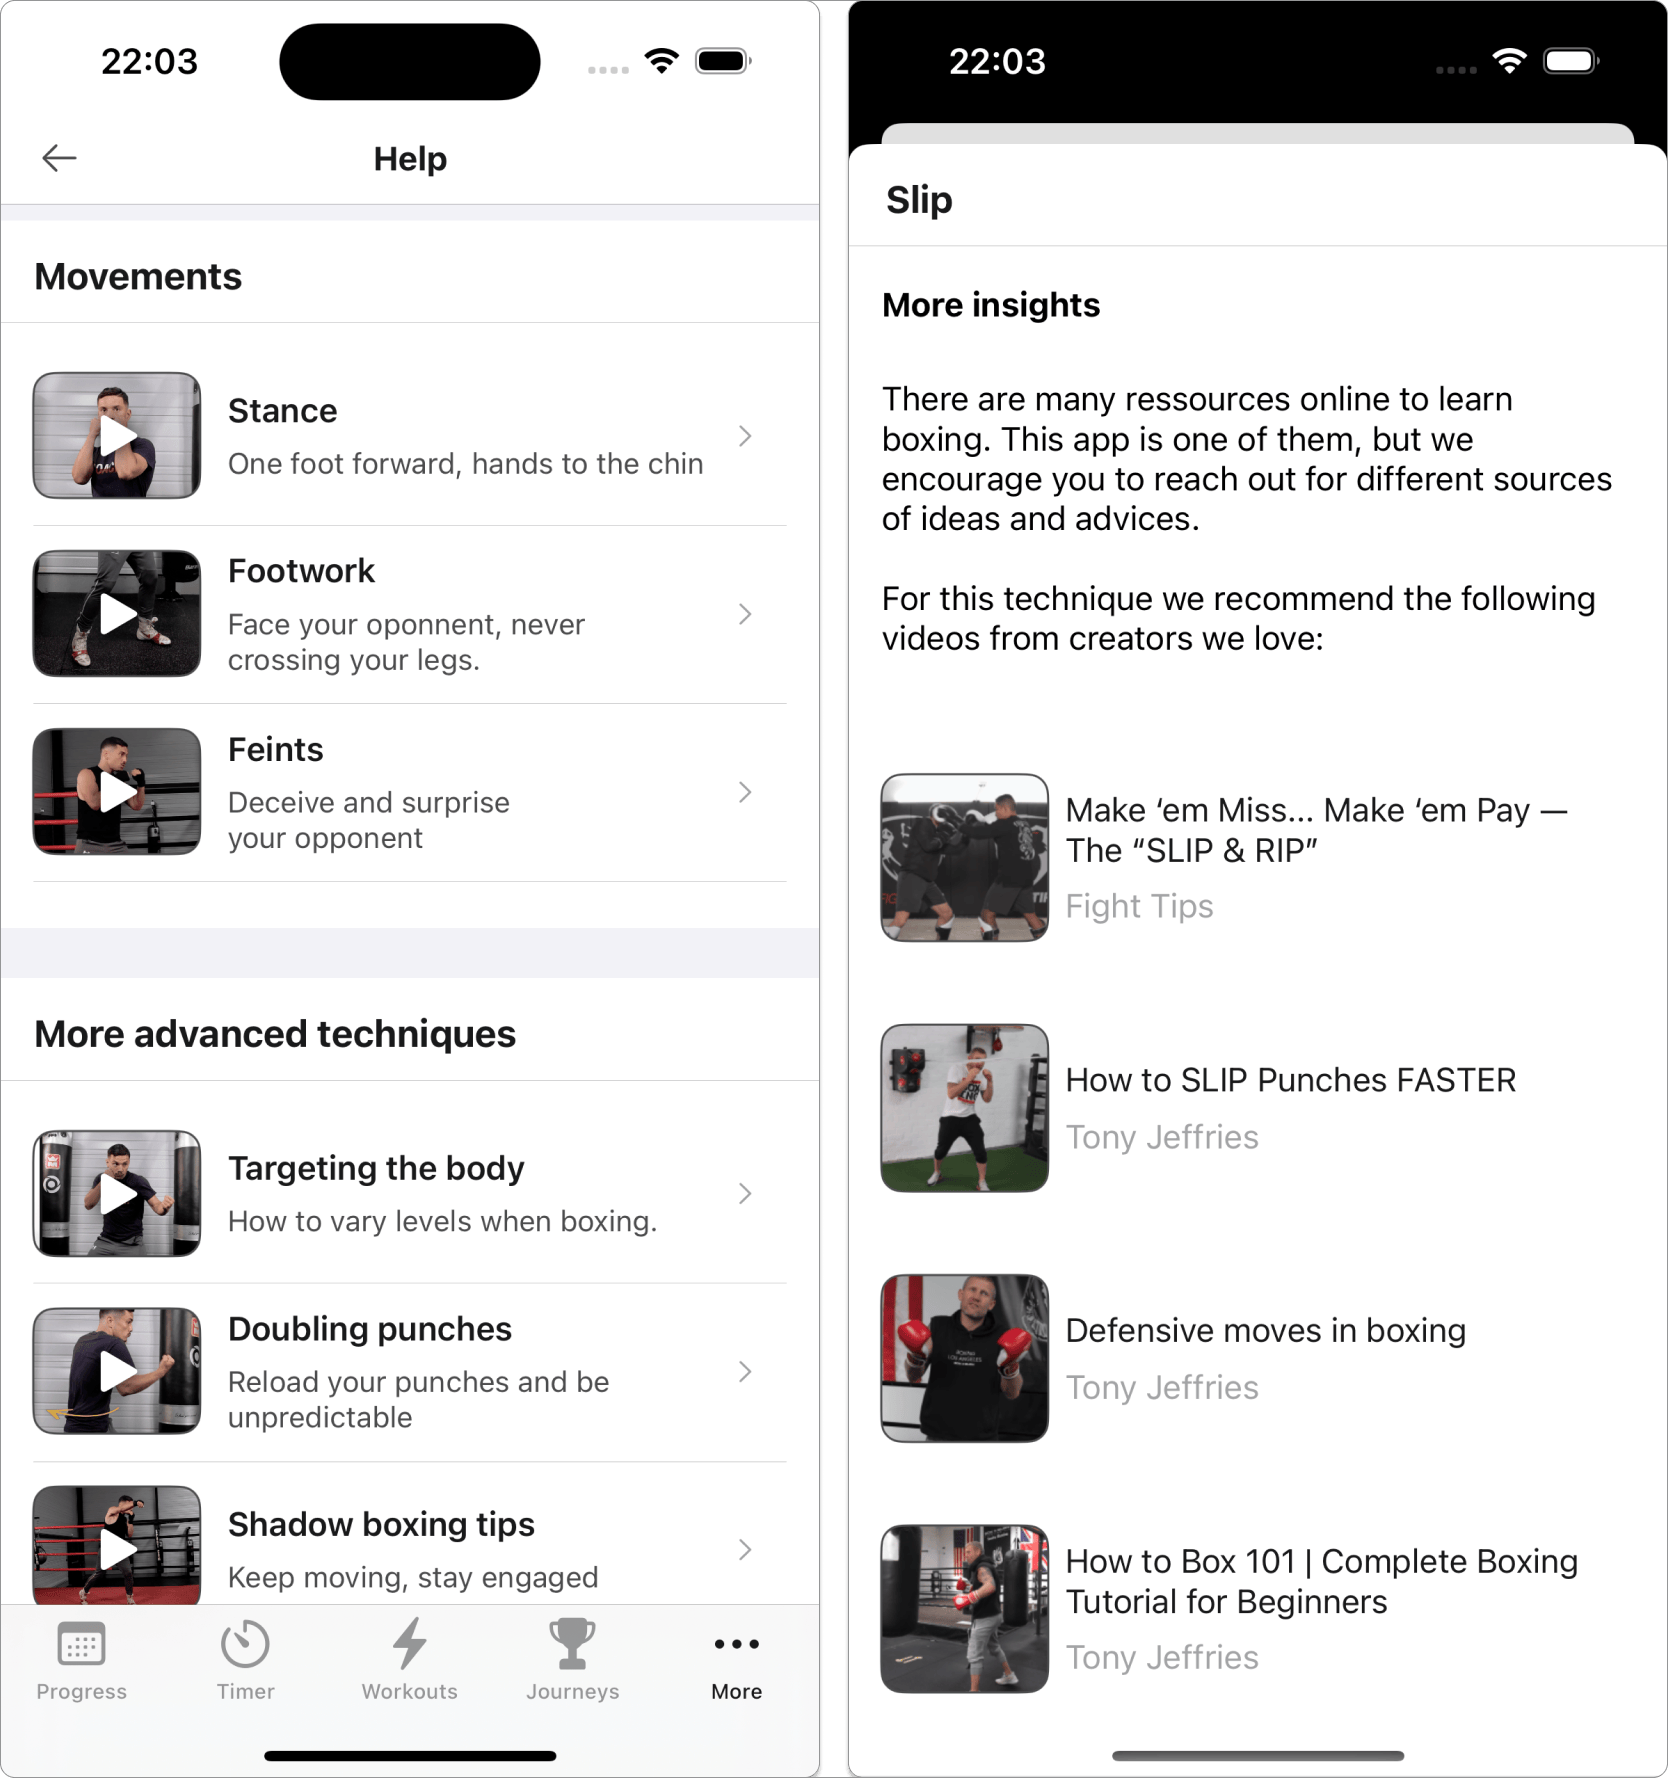 22:03
Help
Movements
Stance
One foot forward, hands to the chin
Footwork
Face your oponnent, never
crossing your legs.
Feints
Deceive and surprise
your opponent
More advanced techniques
Targeting the body
How to vary levels when boxing.
Doubling punches
Reload your punches and be
unpredictable
Shadow boxing tips
Keep moving, stay engaged
Progress
Timer
Workouts
Journeys
More
22:03
Slip
More insights
There are many ressources online to learn
boxing. This app is one of them, but we
encourage you to reach out for different sources
of ideas and advices.
For this technique we recommend the following
videos from creators we love:
Make ‘em Miss... Make ‘em Pay —
The “SLIP & RIP”
Fight Tips
How to SLIP Punches FASTER
Tony Jeffries
Defensive moves in boxing
Tony Jeffries
How to Box 101 | Complete Boxing
Tutorial for Beginners
Tony Jeffries